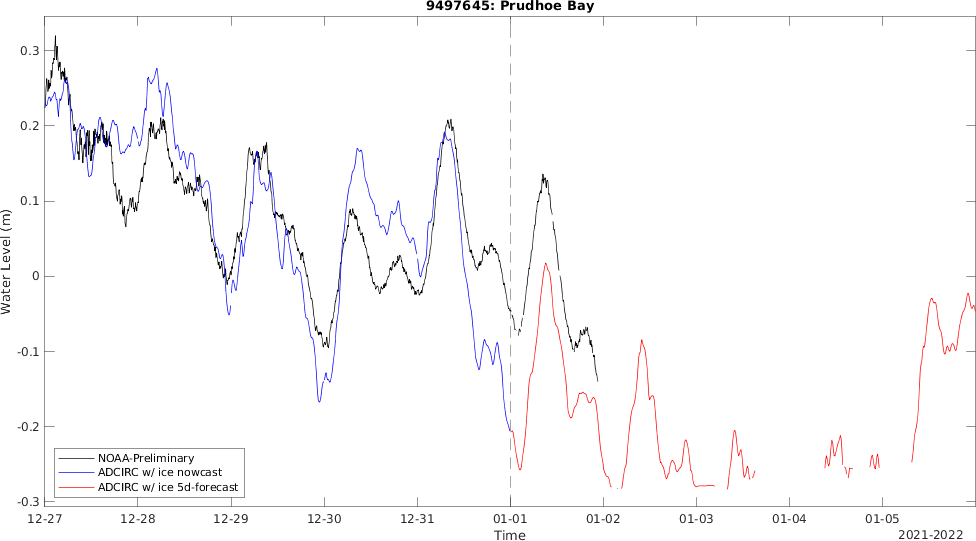 9497645: Prudhoe Bay
Water Level (m)
0.3
0.2
0.1
0
-0.1
-0.2
-0.3
NOAA-Preliminary
ADCIRC w/ ice nowcast
ADCIRC w/ ice 5d-forecast
12-27 12-28 12-29 12-30 12-31 01-01 01-02 01-03 01-04 01-05
Time
2021-2022